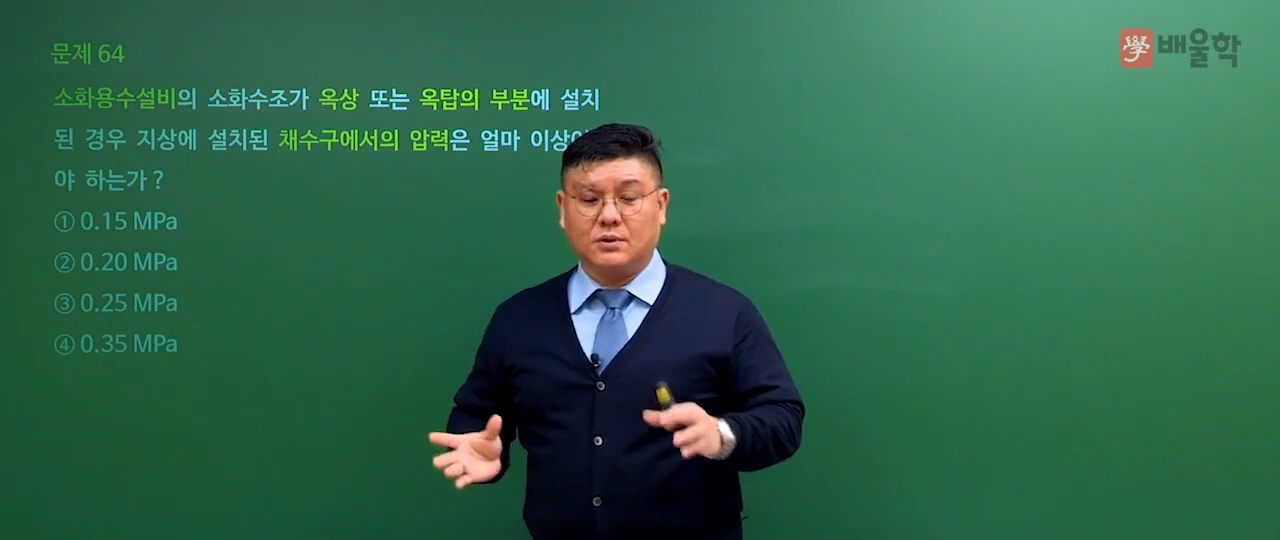 문제 64
學 배울학
소화용수설비의 소화수조가 옥상 또는 옥탑의 부분에 설치
된 경우 지상에 설치된 채수구에서의 압력은 얼마 이상
야 하는가?
① 0.15 MPa
② 0.20 MPa
③ 0.25 MPa
④ 0.35 MPa